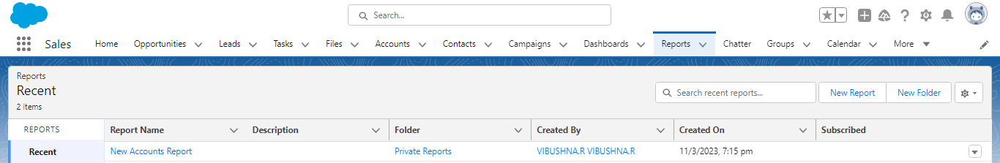 Search...
Sales Home Opportunities Leads Tasks Files Accounts Contacts Campaigns Dashboards Reports Chatter Groups Calendar More
Reports
Recent
2 items
Search recent reports... New Report New Folder
REPORTS Report Name Description Folder Created By Created On Subscribed
Recent New Accounts Report Private Reports VIBUSHNA.R VIBUSHNA.R 11/3/2023, 7:15 pm